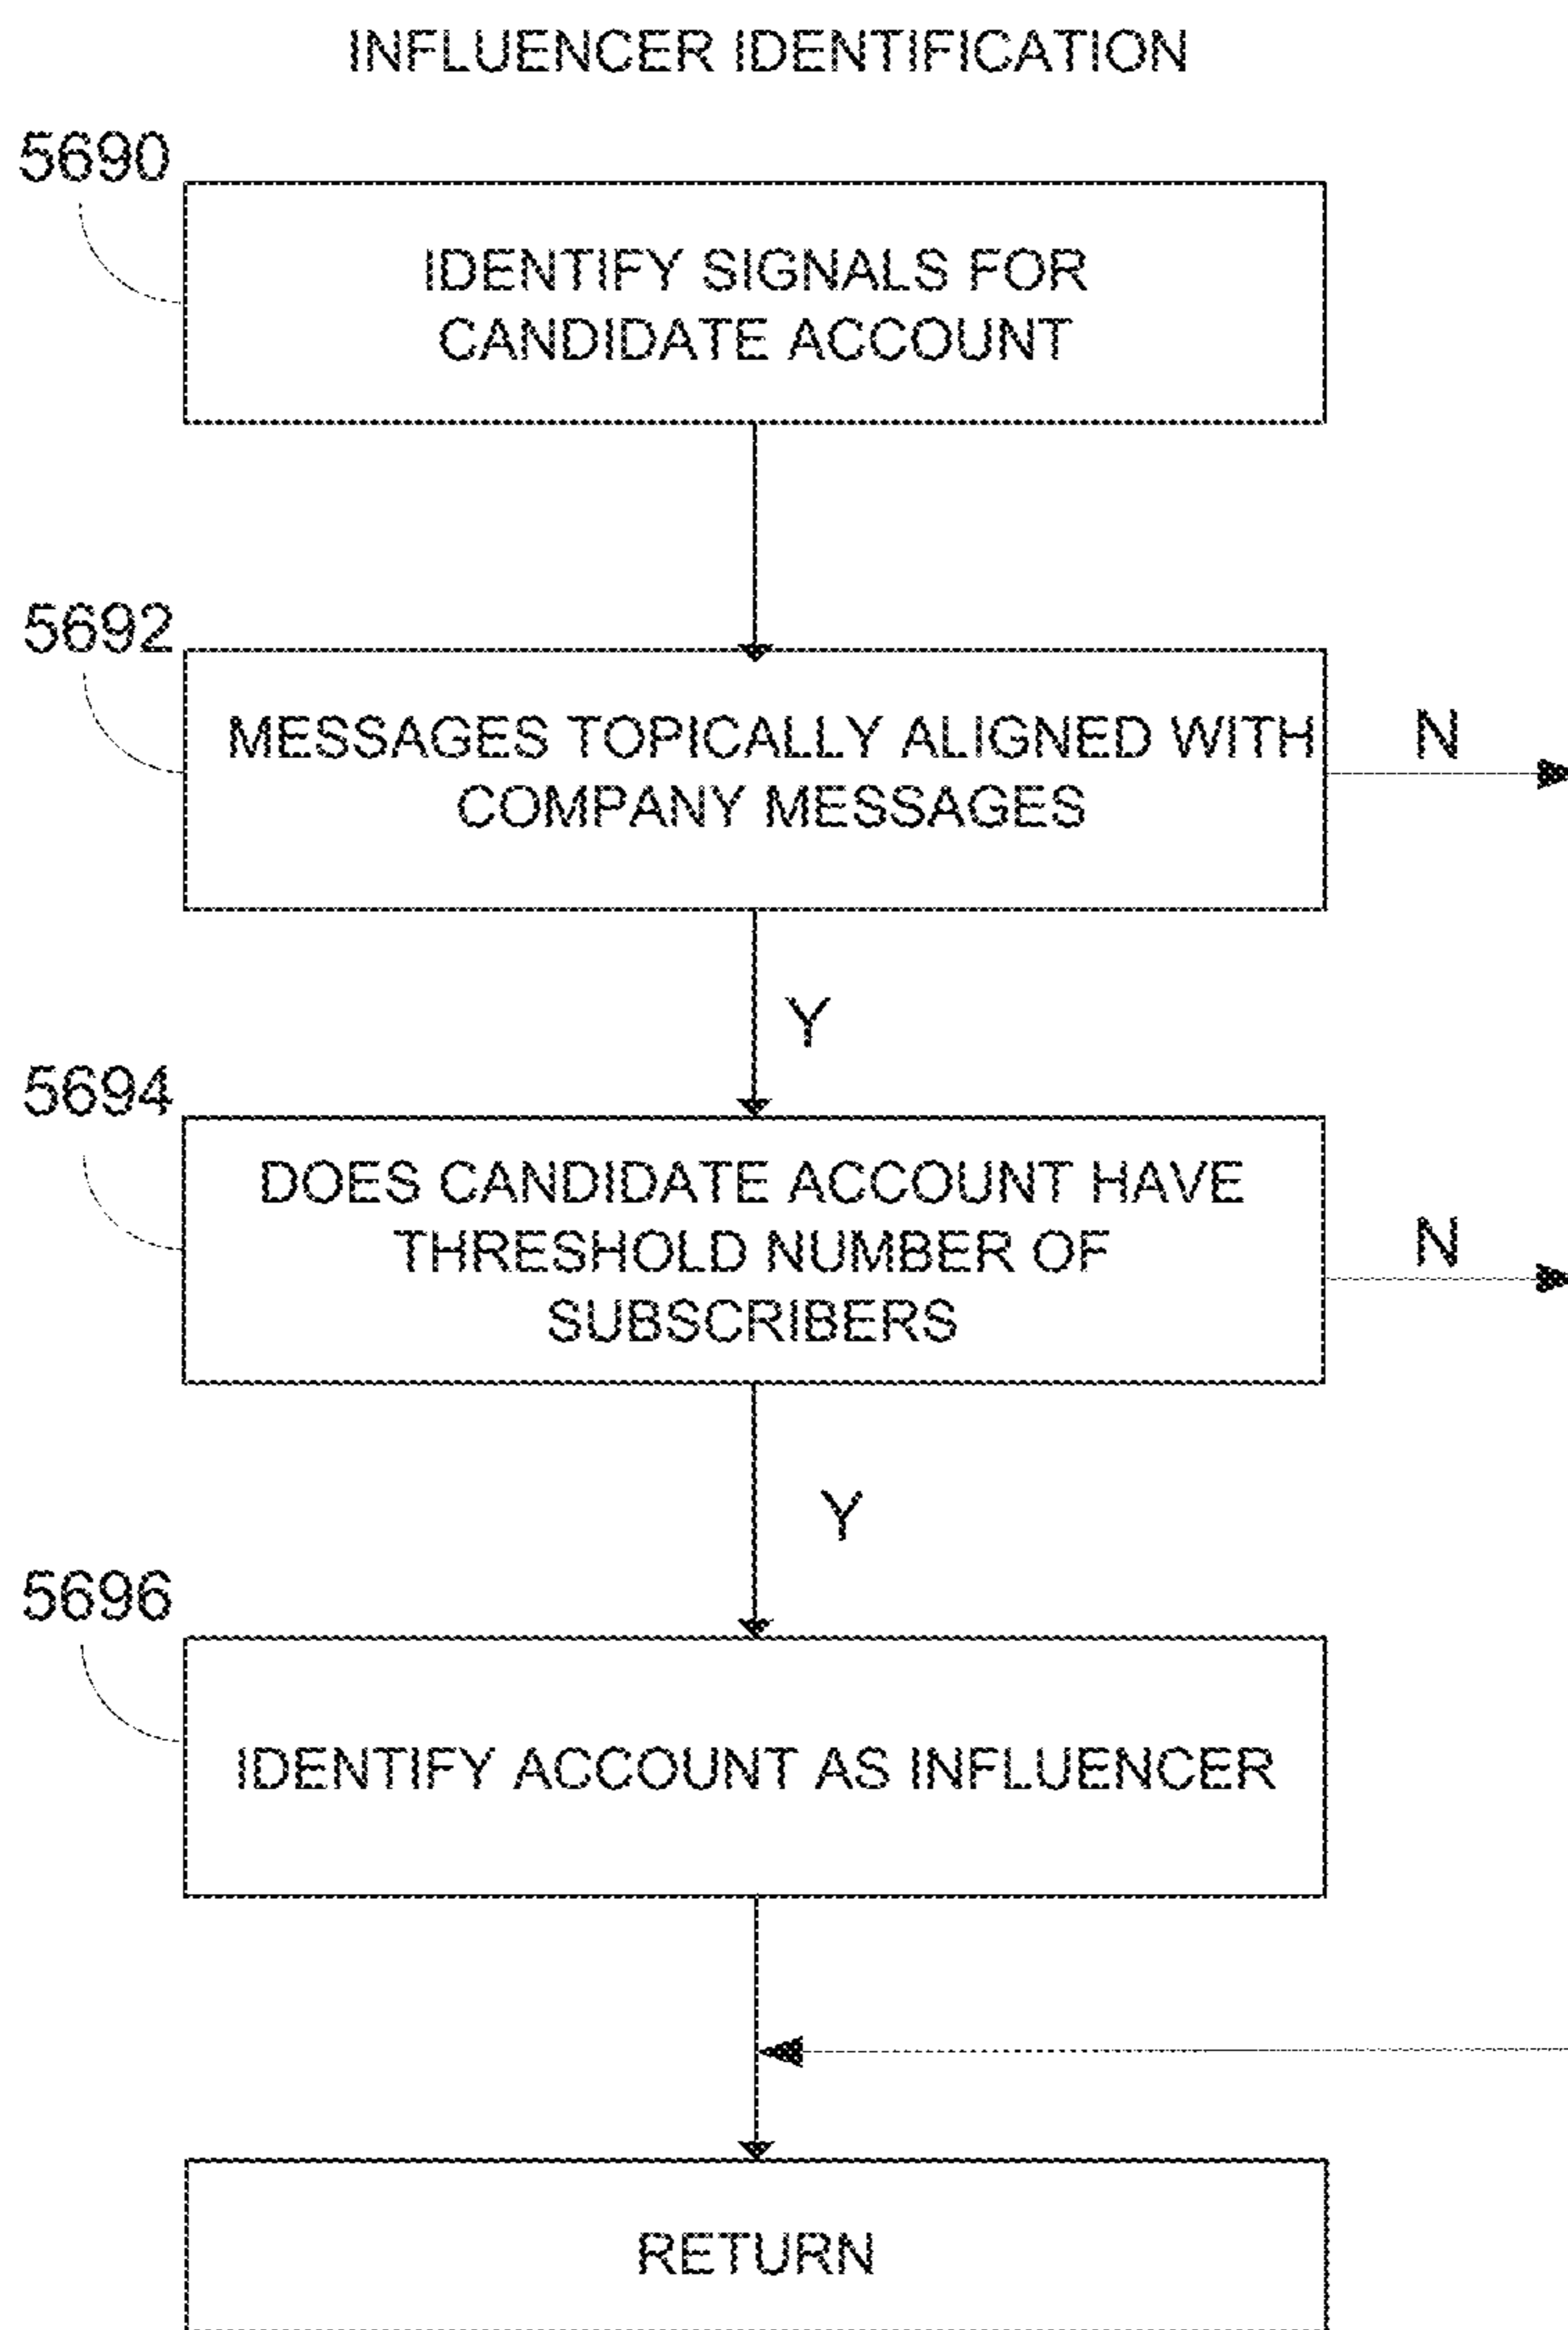 INFLUENCER IDENTIFICATION
5690
IDENTIFY SIGNALS FOR
CANDIDATE ACCOUNT
5692
MESSAGES TOPICALLY ALIGNED WITH
COMPANY MESSAGES
N
Y
5694
DOES CANDIDATE ACCOUNT HAVE
THRESHOLD NUMBER OF
SUBSCRIBERS
N
Y
5696
IDENTIFY ACCOUNT AS INFLUENCER
RETURN